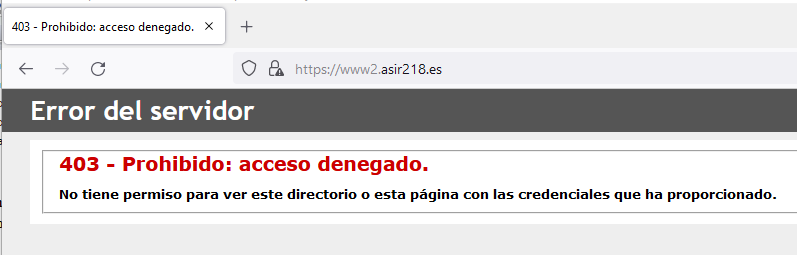 403 - Prohibido: acceso denegado.
https://www2.asir218.es
Error del servidor
403 - Prohibido: acceso denegado.
No tiene permiso para ver este directorio o esta página con las credenciales que ha proporcionado.